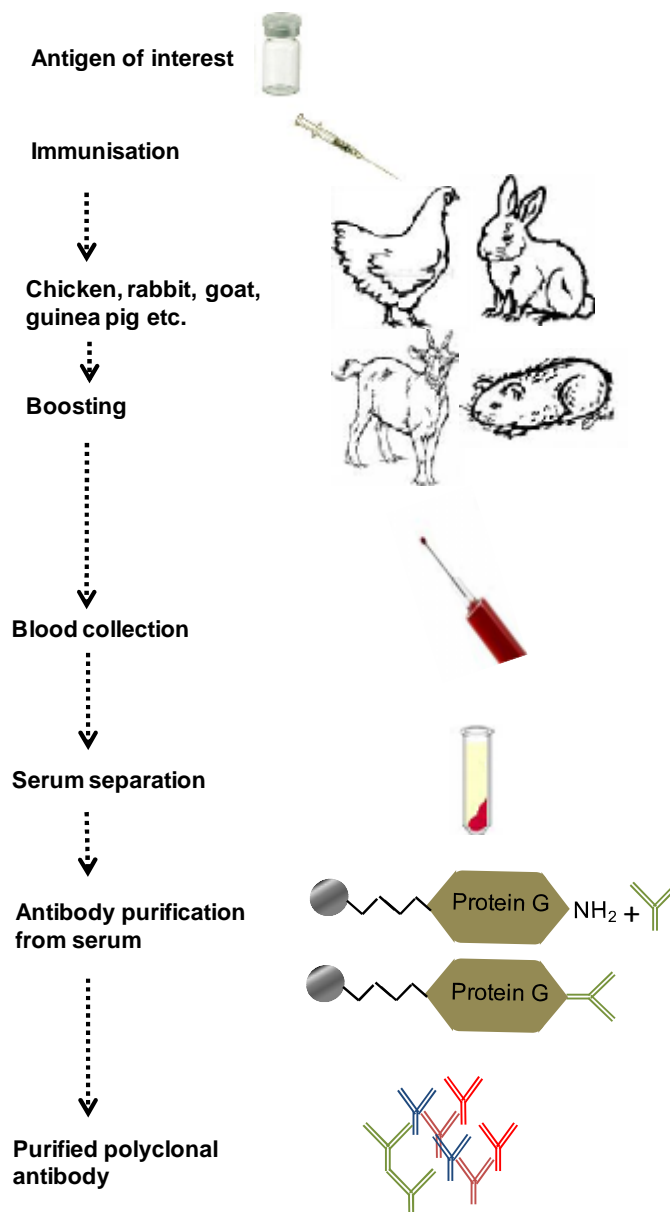 Antigen of interest
Immunisation
Chicken, rabbit, goat,
guinea pig etc.
Boosting
Blood collection
Serum separation
Antibody purification
from serum
Protein G NH₂ +
Protein G
Purified polyclonal
antibody